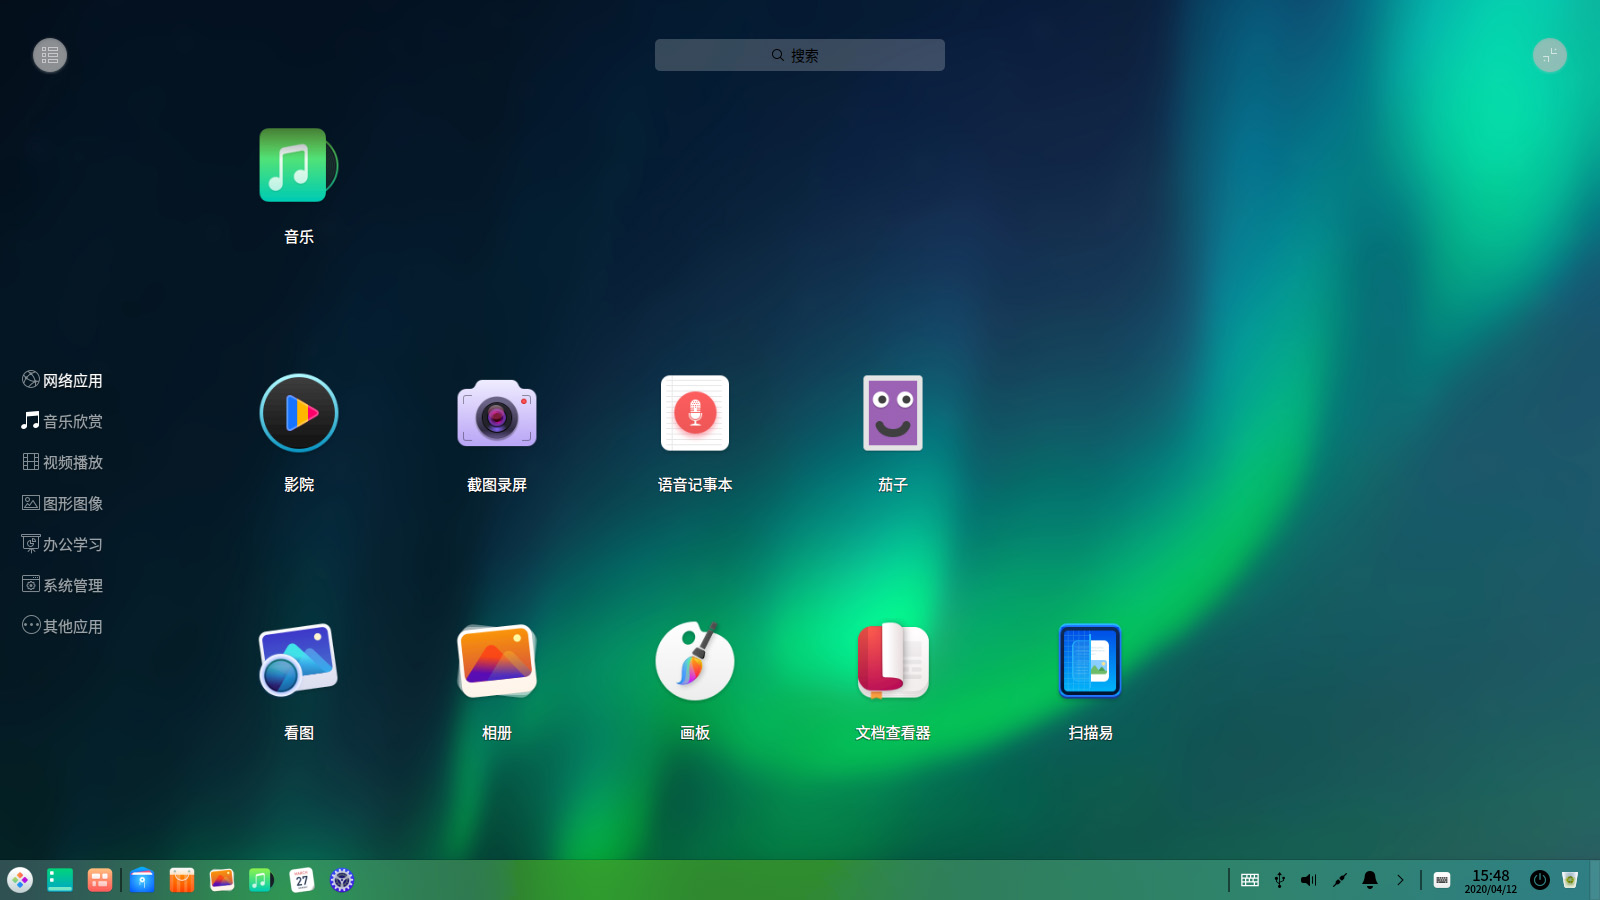 搜索
音乐
网络应用
音乐欣赏
视频播放
图形图像
办公学习
系统管理
其他应用
影院
截图录屏
语音记事本
茄子
看图
相册
画板
文档查看器
扫描易
27
15:48
2020/04/12